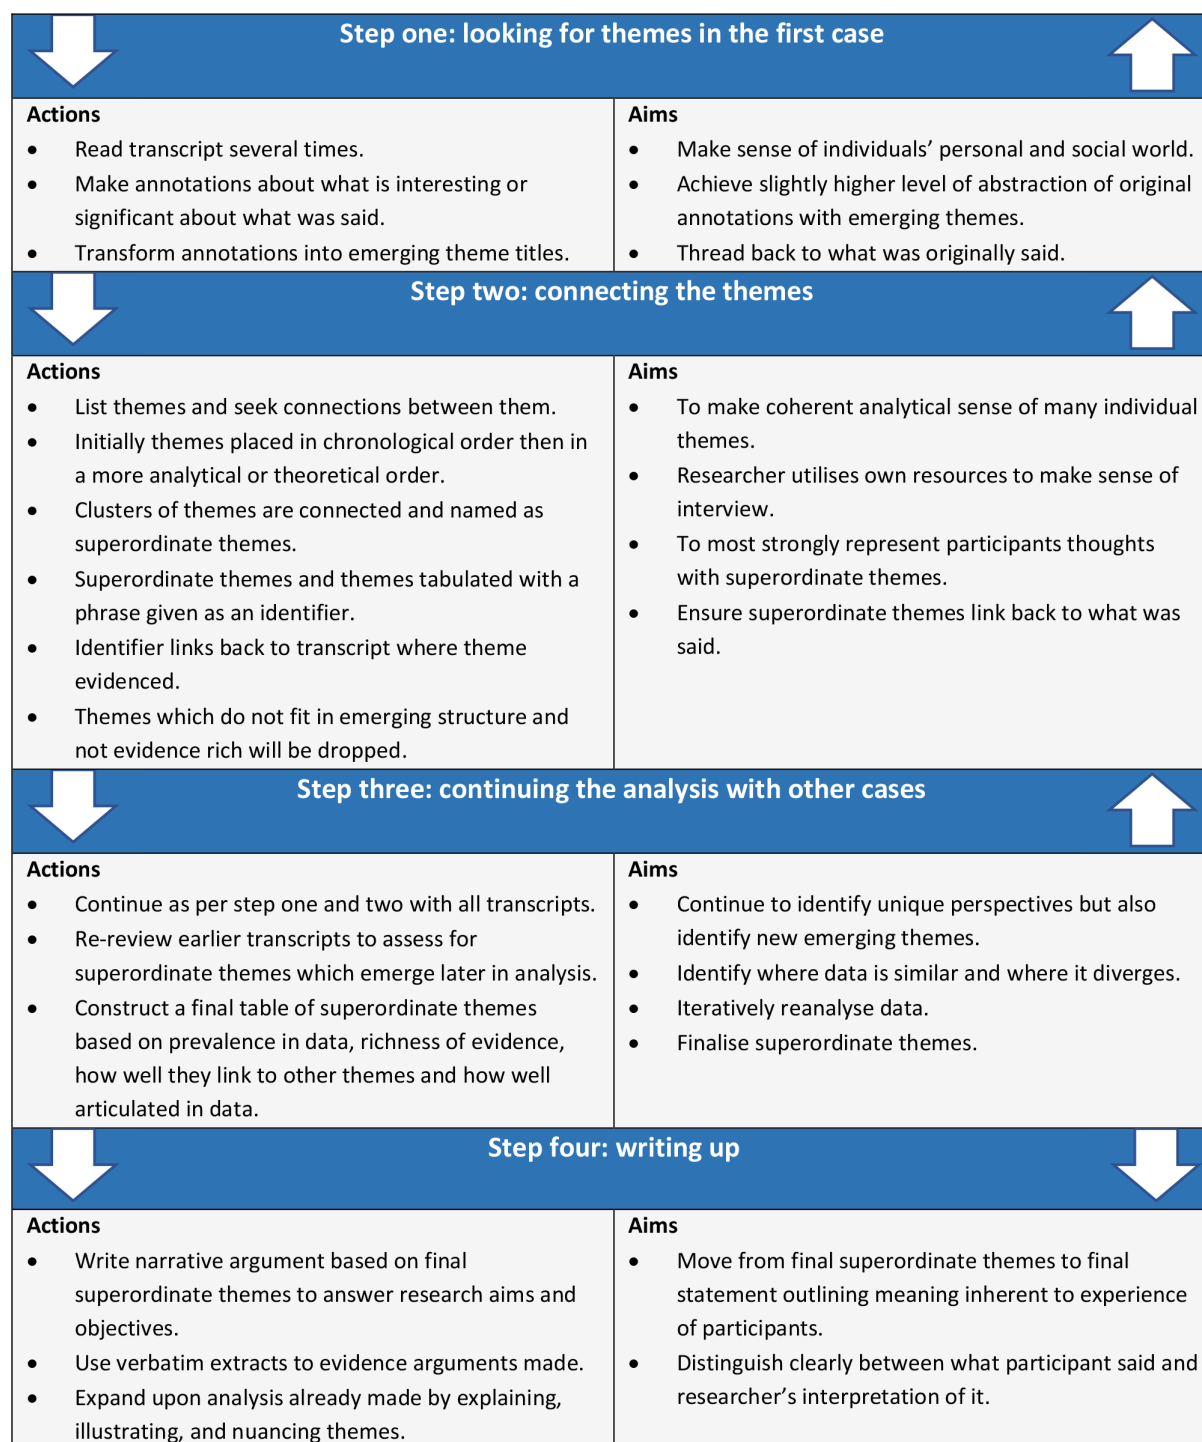 Step one: looking for themes in the first case
Actions
• Read transcript several times.
• Make annotations about what is interesting or
significant about what was said.
• Transform annotations into emerging theme titles.
Aims
• Make sense of individuals’ personal and social world.
• Achieve slightly higher level of abstraction of original
annotations with emerging themes.
• Thread back to what was originally said.
Step two: connecting the themes
Actions
• List themes and seek connections between them.
• Initially themes placed in chronological order then in
a more analytical or theoretical order.
• Clusters of themes are connected and named as
superordinate themes.
• Superordinate themes and themes tabulated with a
phrase given as an identifier.
• Identifier links back to transcript where theme
evidenced.
• Themes which do not fit in emerging structure and
not evidence rich will be dropped.
Aims
• To make coherent analytical sense of many individual
themes.
• Researcher utilises own resources to make sense of
interview.
• To most strongly represent participants thoughts
with superordinate themes.
• Ensure superordinate themes link back to what was
said.
Step three: continuing the analysis with other cases
Actions
• Continue as per step one and two with all transcripts.
• Re-review earlier transcripts to assess for
superordinate themes which emerge later in analysis.
• Construct a final table of superordinate themes
based on prevalence in data, richness of evidence,
how well they link to other themes and how well
articulated in data.
Aims
• Continue to identify unique perspectives but also
identify new emerging themes.
• Identify where data is similar and where it diverges.
• Iteratively reanalyse data.
• Finalise superordinate themes.
Step four: writing up
Actions
• Write narrative argument based on final
superordinate themes to answer research aims and
objectives.
• Use verbatim extracts to evidence arguments made.
• Expand upon analysis already made by explaining,
illustrating, and nuancing themes.
Aims
• Move from final superordinate themes to final
statement outlining meaning inherent to experience
of participants.
• Distinguish clearly between what participant said and
researcher’s interpretation of it.